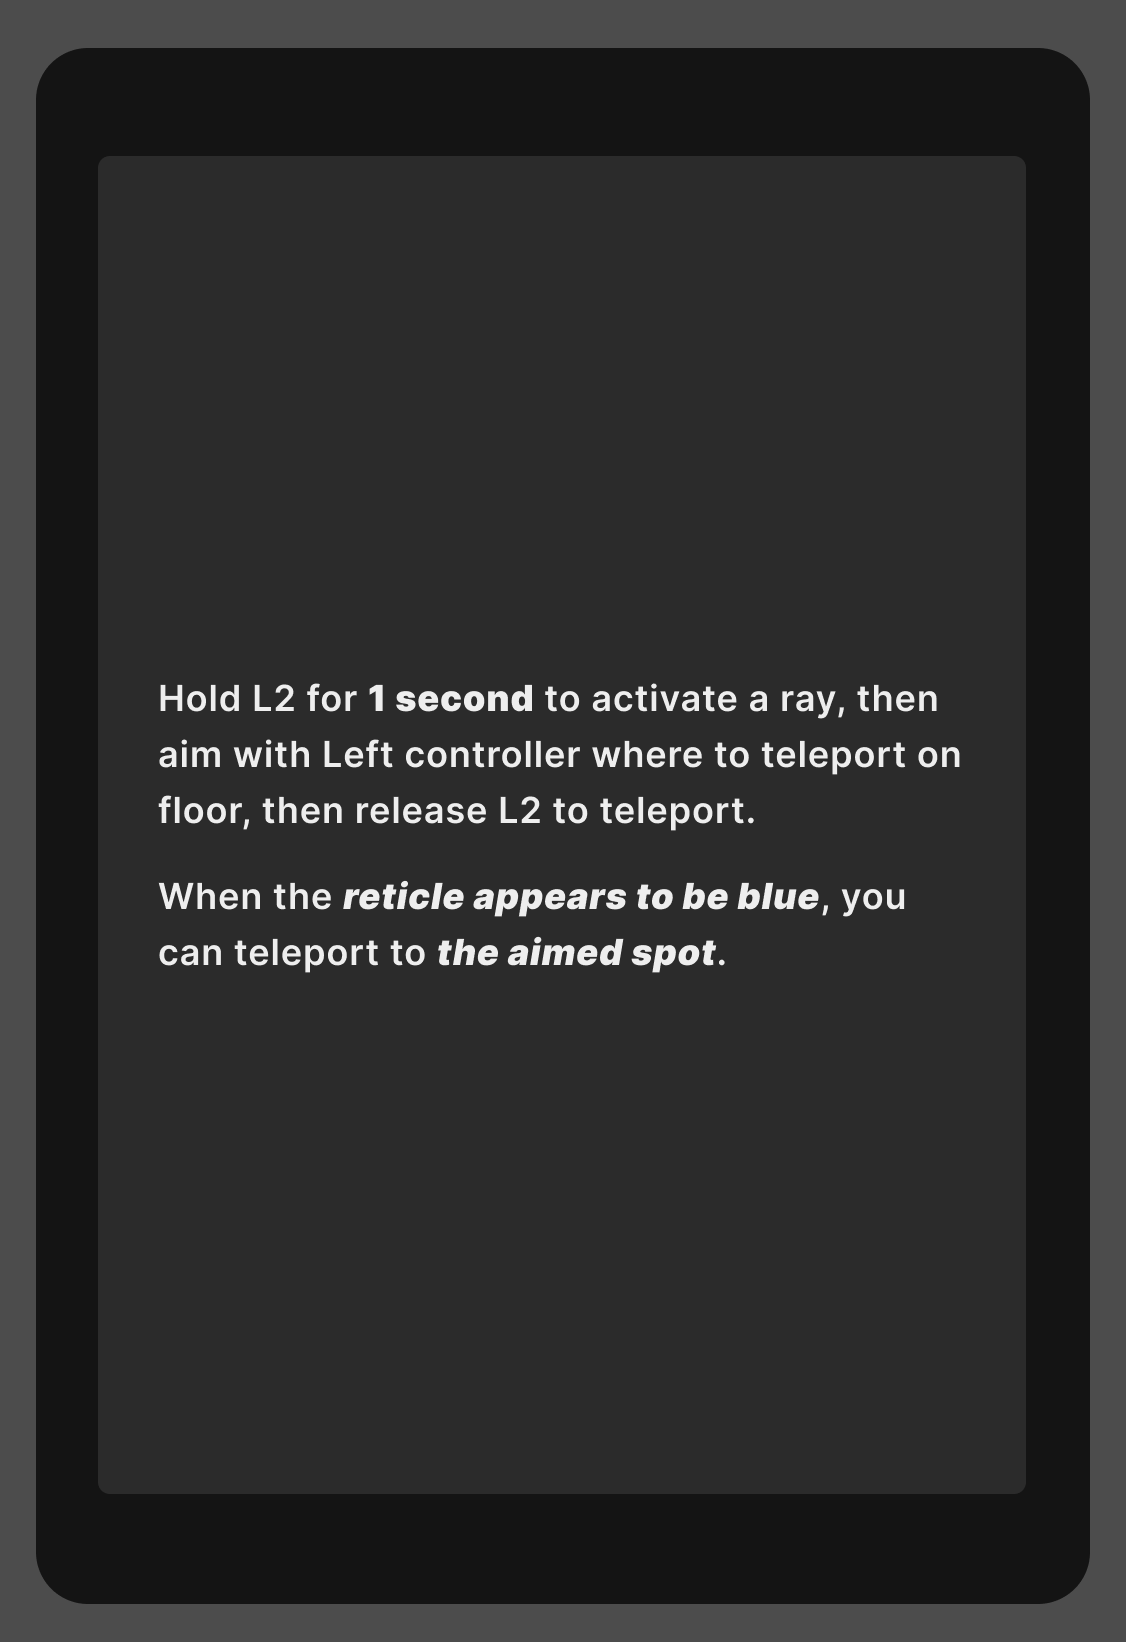 Hold L2 for 1 second to activate a ray, then
aim with Left controller where to teleport on
floor, then release L2 to teleport.
When the reticle appears to be blue, you
can teleport to the aimed spot.